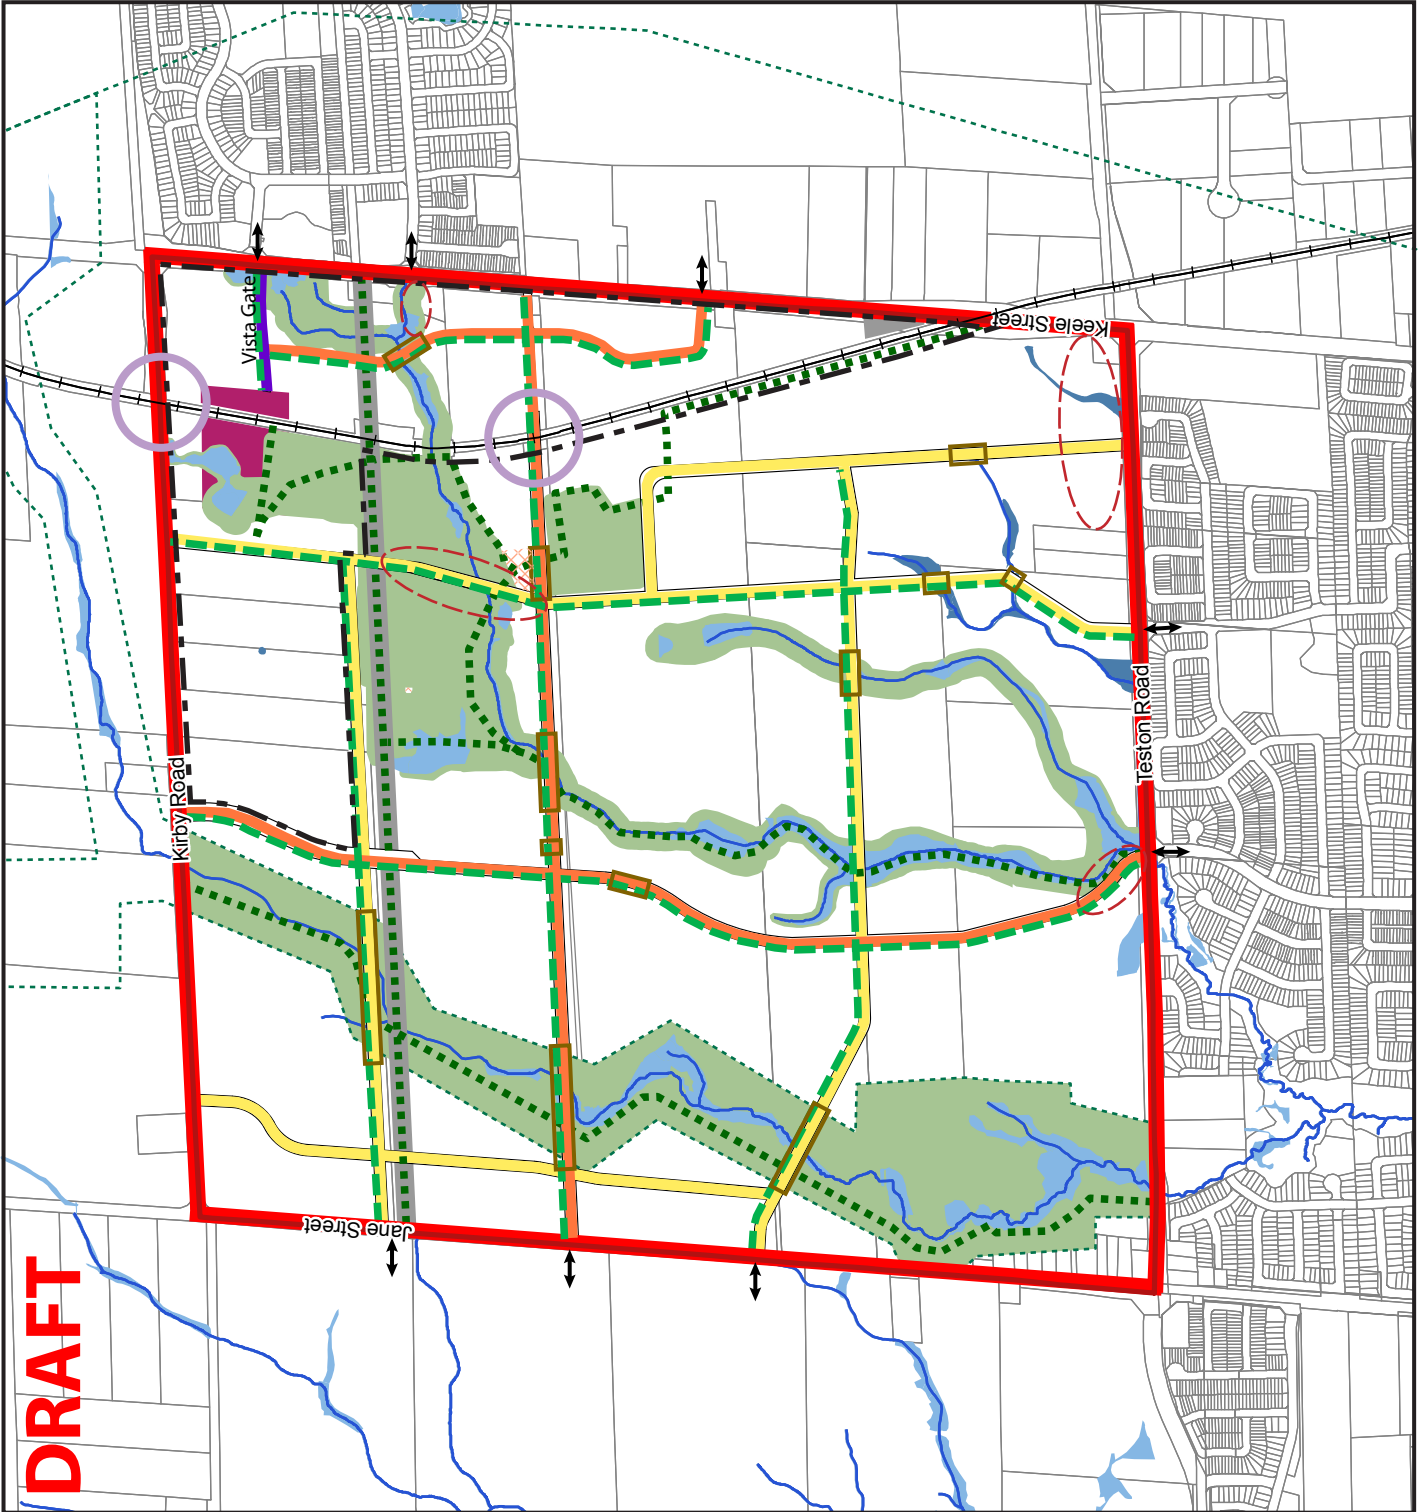 Vista Gate
Keele Street
Teston Road
Kirby Road
Jane Street
DRAFT